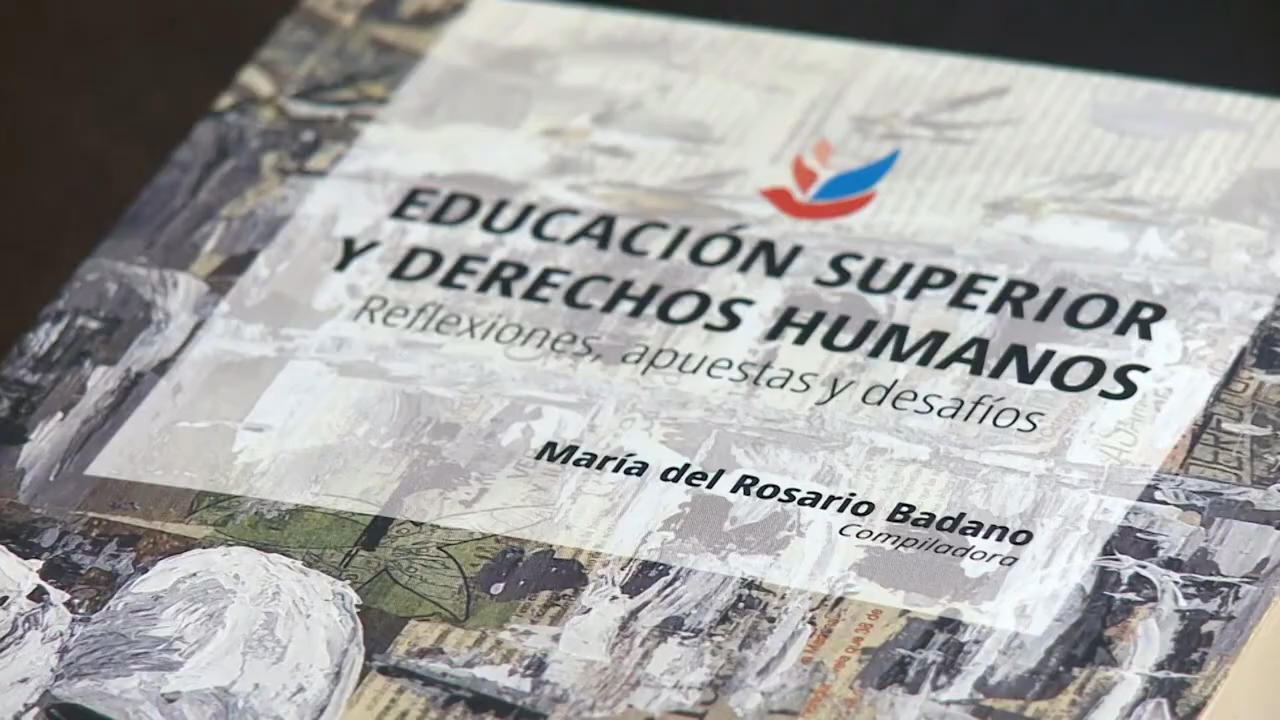 EDUCACIÓN SUPERIOR
Y DERECHOS HUMANOS
Reflexiones, apuestas y desafíos
María del Rosario Badano
Compiladora